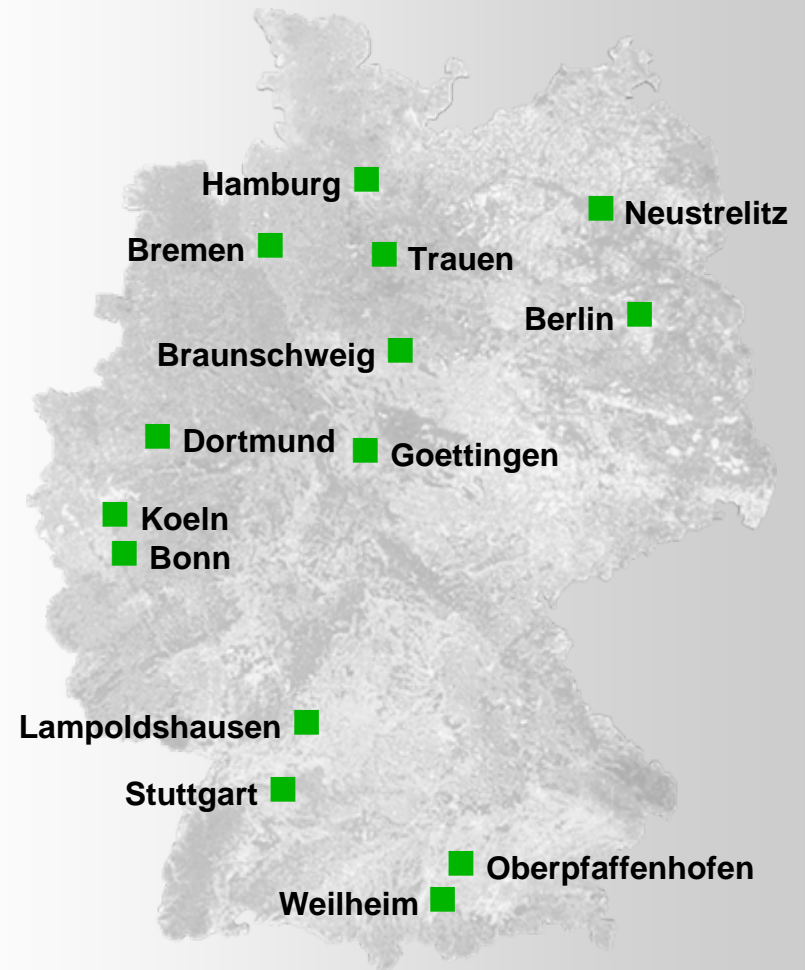 Hamburg
Neustrelitz
Bremen
Trauen
Berlin
Braunschweig
Dortmund
Goettingen
Koeln
Bonn
Lampoldshausen
Stuttgart
Oberpfaffenhofen
Weilheim